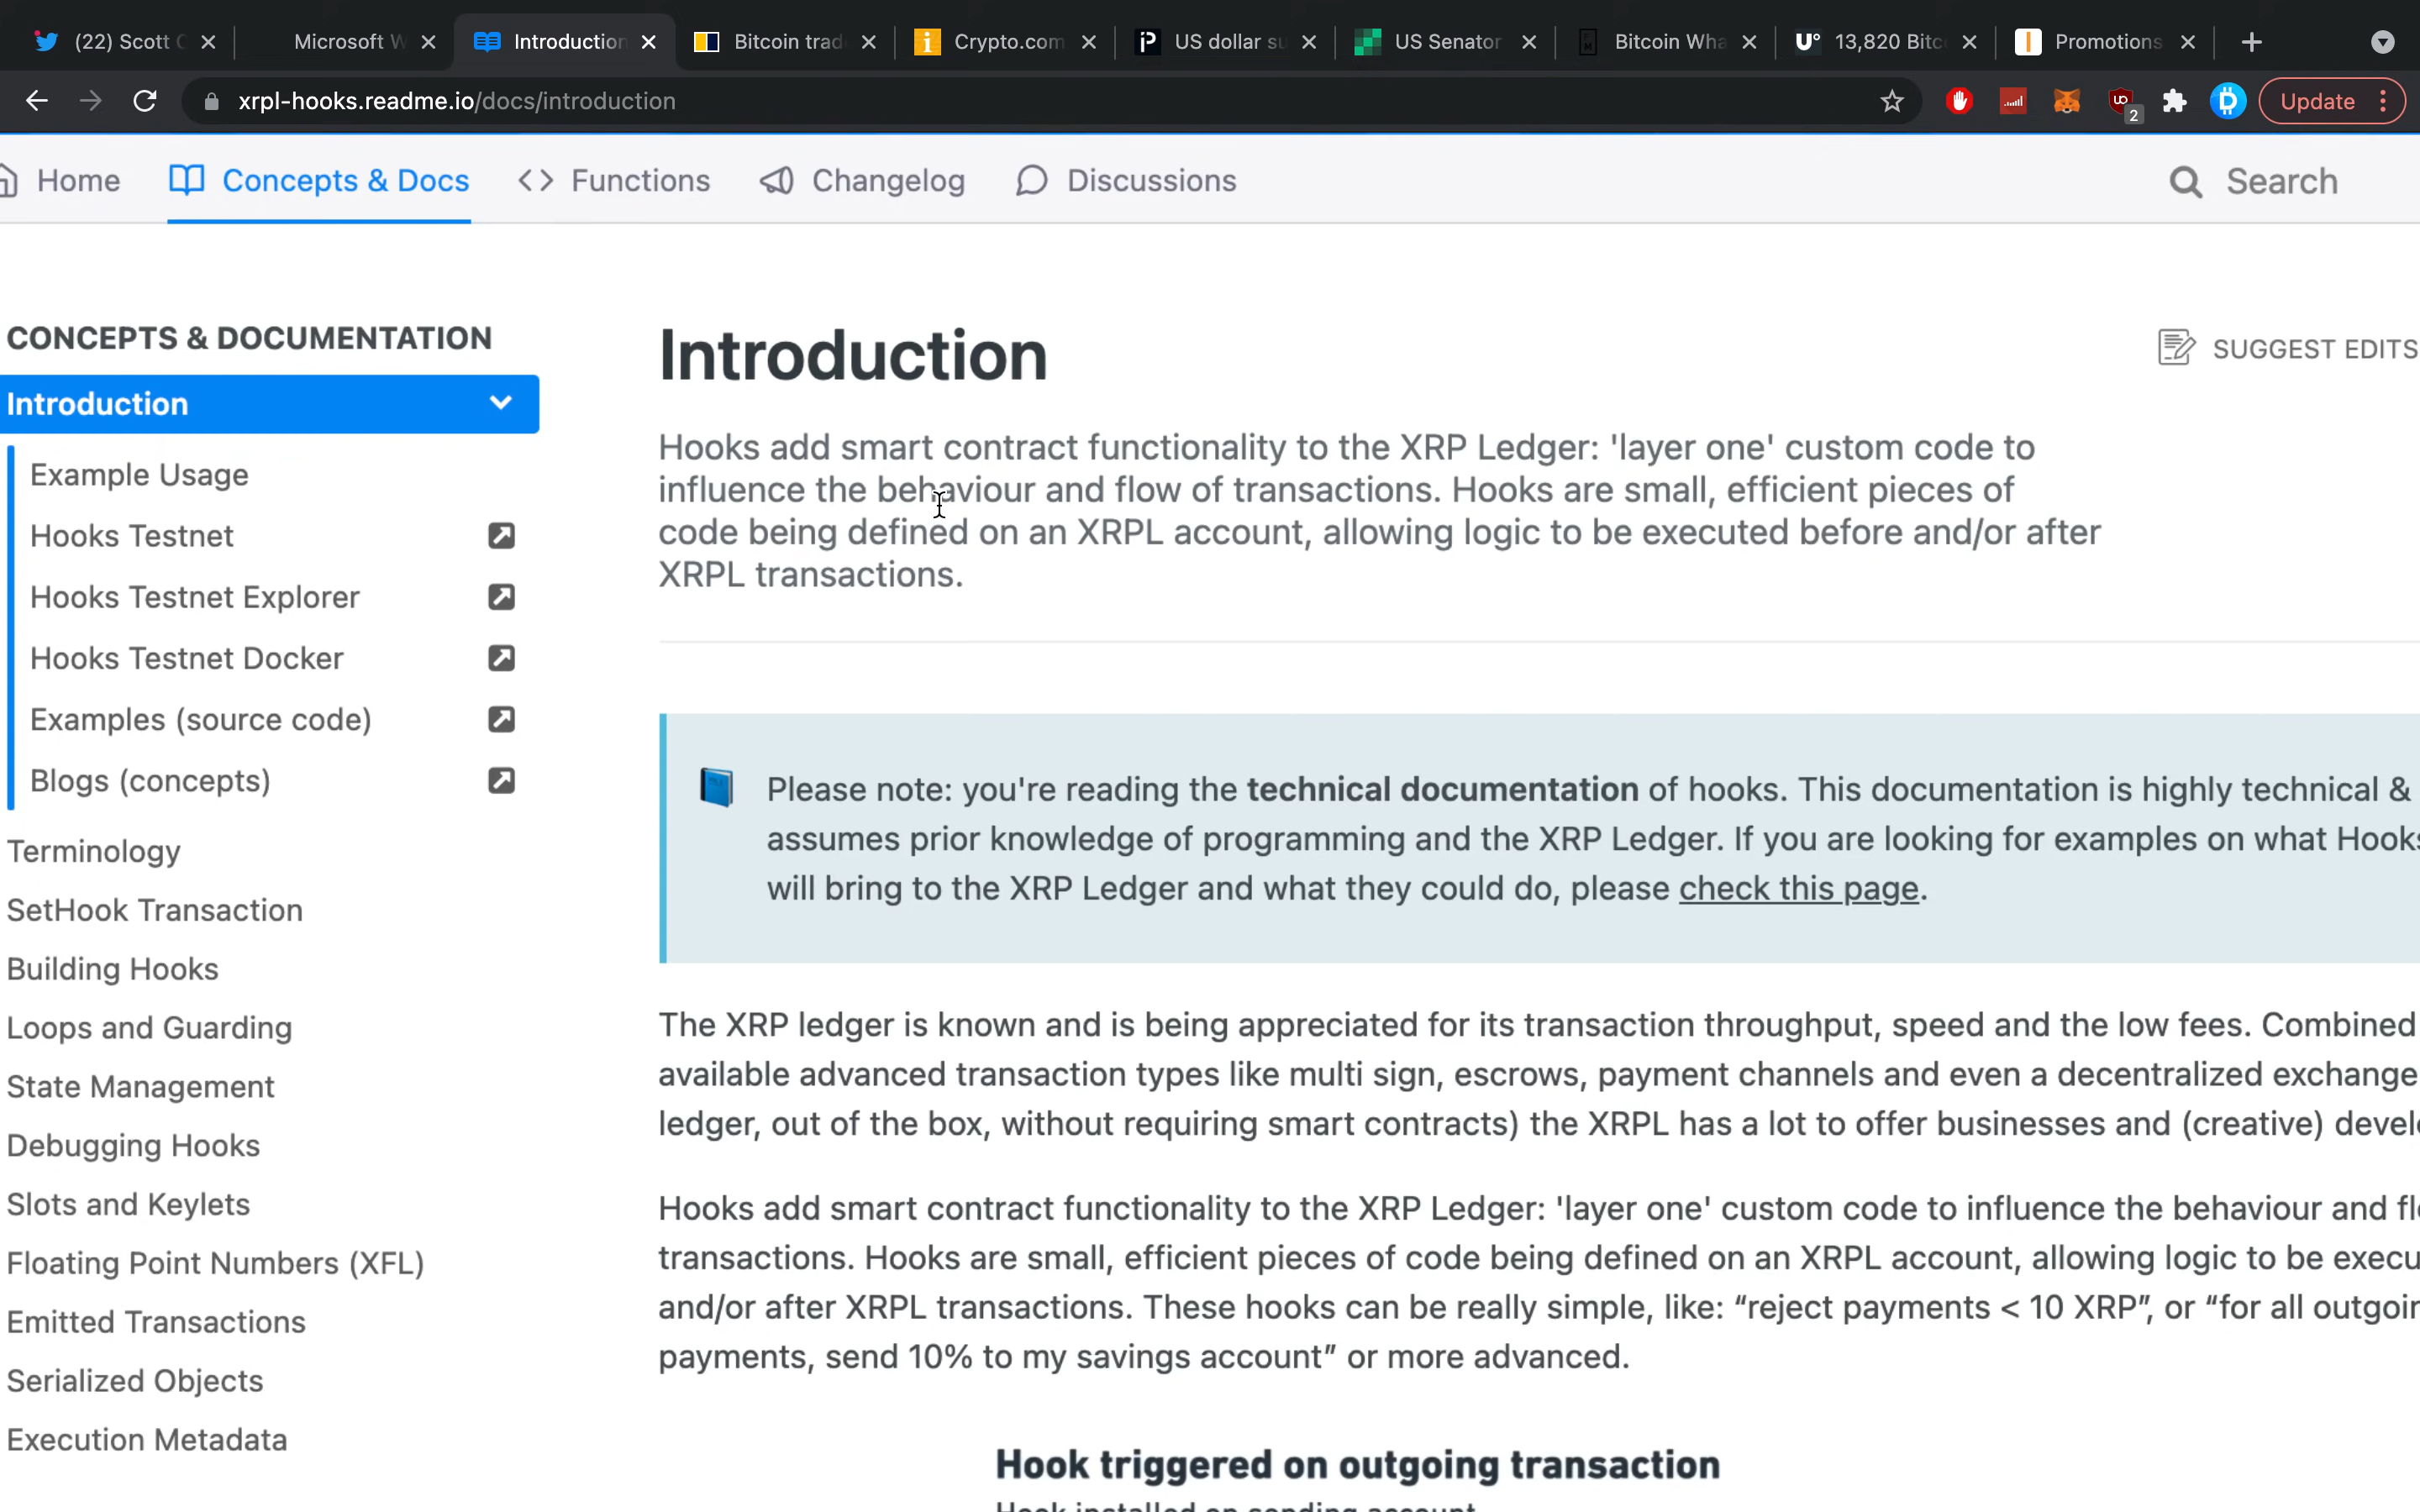 (22) Scott C
Microsoft W
Introduction
Bitcoin trad
Crypto.com
US dollar su
US Senator
Bitcoin Wha
13,820 Bitc
Promotions
xrpl-hooks.readme.io/docs/introduction
2
Update
Home
Concepts & Docs
Functions
Changelog
Discussions
Search
CONCEPTS & DOCUMENTATION
Introduction
Example Usage
Hooks Testnet
Hooks Testnet Explorer
Hooks Testnet Docker
Examples (source code)
Blogs (concepts)
Terminology
SetHook Transaction
Building Hooks
Loops and Guarding
State Management
Debugging Hooks
Slots and Keylets
Floating Point Numbers (XFL)
Emitted Transactions
Serialized Objects
Execution Metadata
Introduction
SUGGEST EDITS
Hooks add smart contract functionality to the XRP Ledger: 'layer one' custom code to
influence the behaviour and flow of transactions. Hooks are small, efficient pieces of
code being defined on an XRPL account, allowing logic to be executed before and/or after
XRPL transactions.
Please note: you're reading the technical documentation of hooks. This documentation is highly technical &
assumes prior knowledge of programming and the XRP Ledger. If you are looking for examples on what Hooks
will bring to the XRP Ledger and what they could do, please check this page.
The XRP ledger is known and is being appreciated for its transaction throughput, speed and the low fees. Combined
available advanced transaction types like multi sign, escrows, payment channels and even a decentralized exchange
ledger, out of the box, without requiring smart contracts) the XRPL has a lot to offer businesses and (creative) devel
Hooks add smart contract functionality to the XRP Ledger: 'layer one' custom code to influence the behaviour and fl
transactions. Hooks are small, efficient pieces of code being defined on an XRPL account, allowing logic to be execu
and/or after XRPL transactions. These hooks can be really simple, like: “reject payments < 10 XRP”, or “for all outgoin
payments, send 10% to my savings account” or more advanced.
Hook triggered on outgoing transaction
Hook installed on sending account